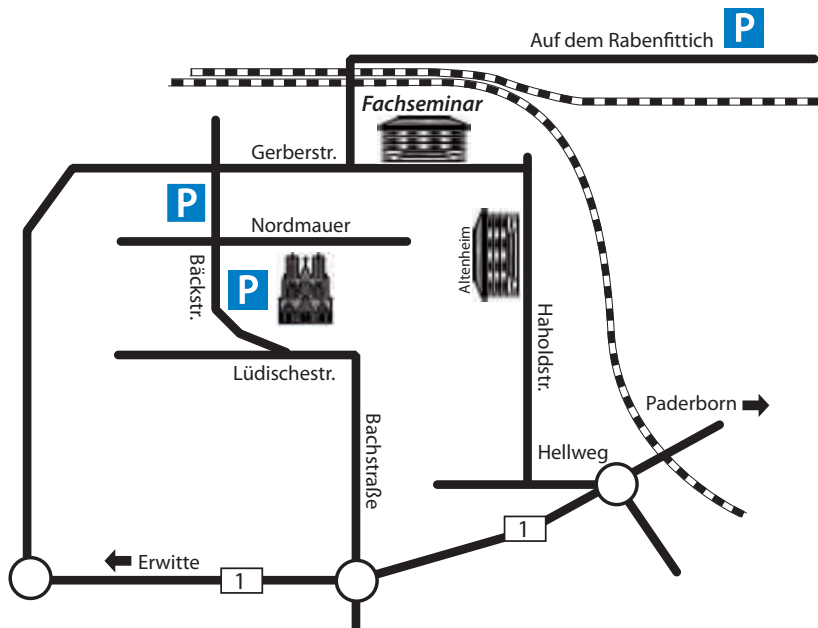 Auf dem Rabenfittich P
Fachseminar
Gerberstr.
P
Nordmauer
Altenheim
Bäckstr.
P
Haholdstr.
Lüdischestr.
Paderborn
Bachstraße
Hellweg
1
Erwitte
1